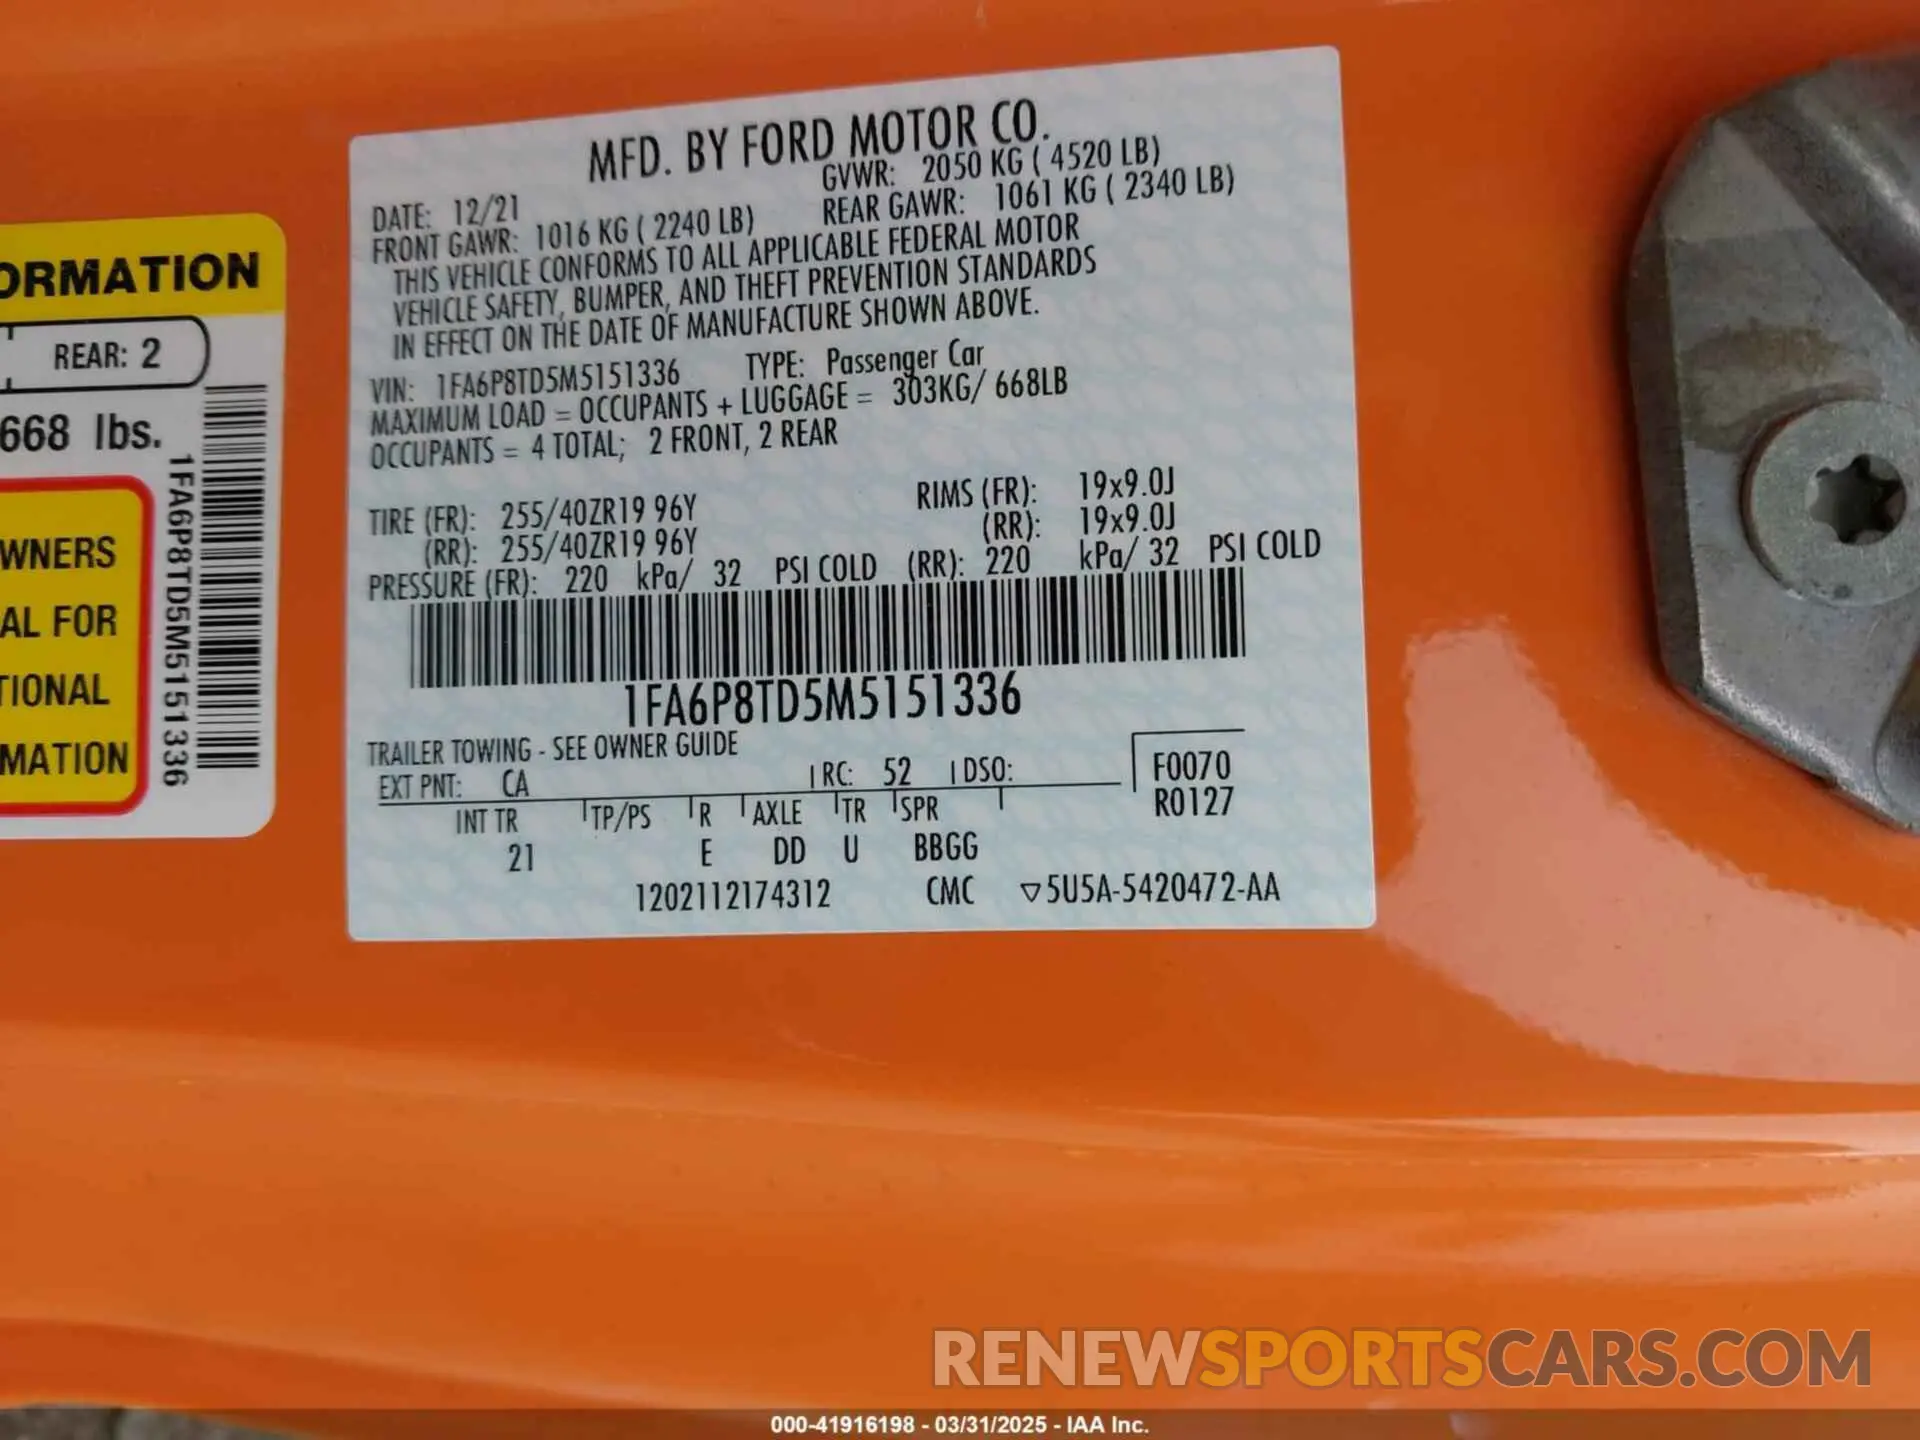 MFD. BY FORD MOTOR CO.
DATE: 12/21 GVWR: 2050 KG ( 4520 LB)
FRONT GAWR: 1016 KG ( 2240 LB) REAR GAWR: 1061 KG ( 2340 LB)
THIS VEHICLE CONFORMS TO ALL APPLICABLE FEDERAL MOTOR
VEHICLE SAFETY, BUMPER, AND THEFT PREVENTION STANDARDS
IN EFFECT ON THE DATE OF MANUFACTURE SHOWN ABOVE.
VIN: 1FA6P8TD5M5151336 TYPE: Passenger Car
MAXIMUM LOAD = OCCUPANTS + LUGGAGE = 303KG/ 668LB
OCCUPANTS = 4 TOTAL; 2 FRONT, 2 REAR
TIRE (FR): 255/40ZR19 96Y RIMS (FR): 19x9.0J
(RR): 255/40ZR19 96Y (RR): 19x9.0J
PRESSURE (FR): 220 kPa/ 32 PSI COLD (RR): 220 kPa/ 32 PSI COLD
1FA6P8TD5M5151336
TRAILER TOWING - SEE OWNER GUIDE
EXT PNT: CA RC: 52 DSO: F0070
INT TR TP/PS R AXLE TR SPR R0127
21 E DD U BBGG
1202112174312 CMC ▽5U5A-5420472-AA
ORMATION
REAR: 2
668 lbs.
WNERS
AL FOR
TIONAL
MATION
1FA6P8TD5M5151336
RENEWSPORTSCARS.COM
000-41916198 - 03/31/2025 - IAA Inc.